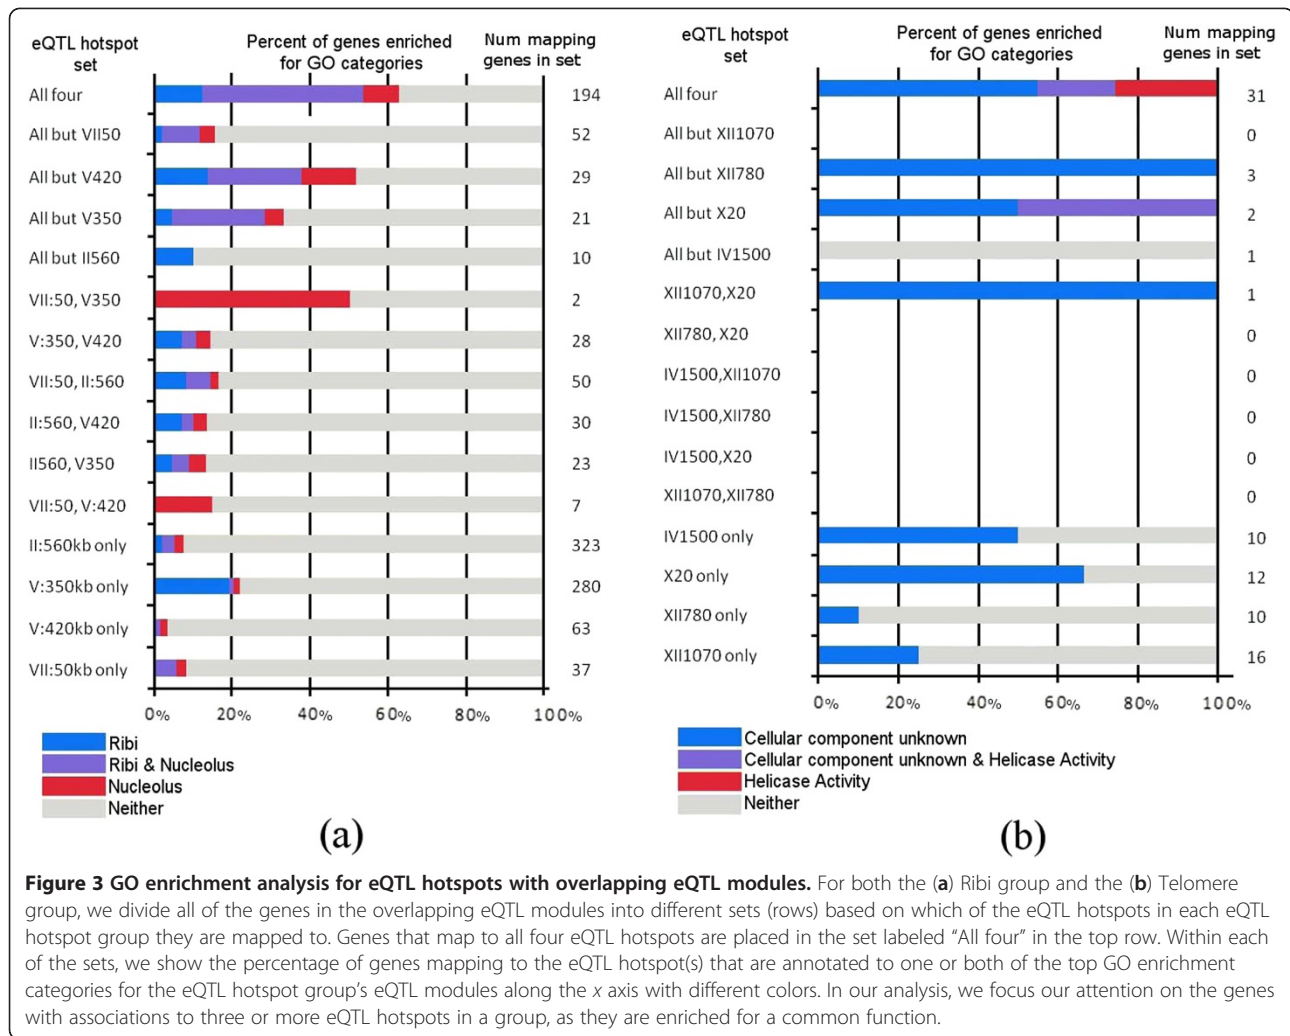 eQTL hotspot
set
Percent of genes enriched
for GO categories
Num mapping
genes in set
All four
194
All but VII50
52
All but V420
29
All but V350
21
All but II560
10
VII:50, V350
2
V:350, V420
28
VII:50, II:560
50
II:560, V420
30
II560, V350
23
VII:50, V:420
7
II:560kb only
323
V:350kb only
280
V:420kb only
63
VII:50kb only
37
0% 20% 40% 60% 80% 100%
Ribi
Ribi & Nucleolus
Nucleolus
Neither
(a)
eQTL hotspot
set
Percent of genes enriched
for GO categories
Num mapping
genes in set
All four
31
All but XII1070
0
All but XII780
3
All but X20
2
All but IV1500
1
XII1070,X20
1
XII780, X20
0
IV1500,XII1070
0
IV1500,XII780
0
IV1500,X20
0
XII1070,XII780
0
IV1500 only
10
X20 only
12
XII780 only
10
XII1070 only
16
0% 20% 40% 60% 80% 100%
Cellular component unknown
Cellular component unknown & Helicase Activity
Helicase Activity
Neither
(b)
Figure 3 GO enrichment analysis for eQTL hotspots with overlapping eQTL modules. For both the (a) Ribi group and the (b) Telomere
group, we divide all of the genes in the overlapping eQTL modules into different sets (rows) based on which of the eQTL hotspots in each eQTL
hotspot group they are mapped to. Genes that map to all four eQTL hotspots are placed in the set labeled "All four" in the top row. Within each
of the sets, we show the percentage of genes mapping to the eQTL hotspot(s) that are annotated to one or both of the top GO enrichment
categories for the eQTL hotspot group's eQTL modules along the x axis with different colors. In our analysis, we focus our attention on the genes
with associations to three or more eQTL hotspots in a group, as they are enriched for a common function.